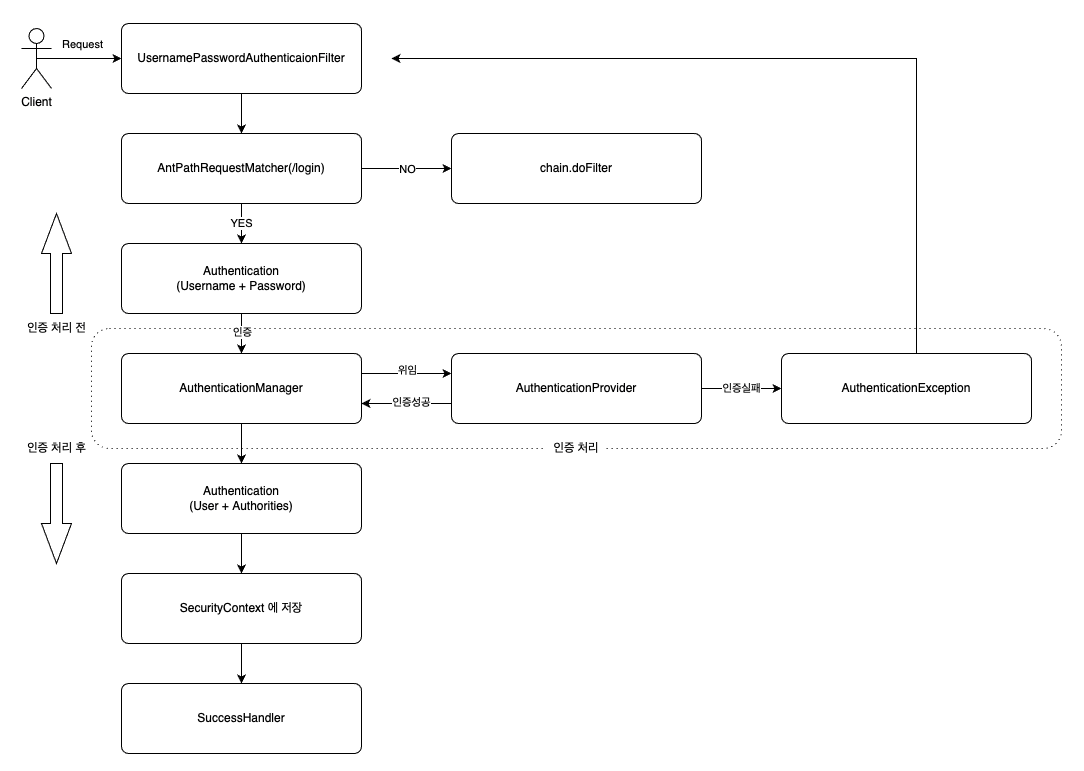 Request
UsernamePasswordAuthenticaionFilter
Client
AntPathRequestMatcher(/login)
NO
chain.doFilter
YES
Authentication
(Username + Password)
인증 처리 전
인증
AuthenticationManager
위임
인증성공
AuthenticationProvider
인증실패
AuthenticationException
인증 처리 후
인증 처리
Authentication
(User + Authorities)
SecurityContext 에 저장
SuccessHandler